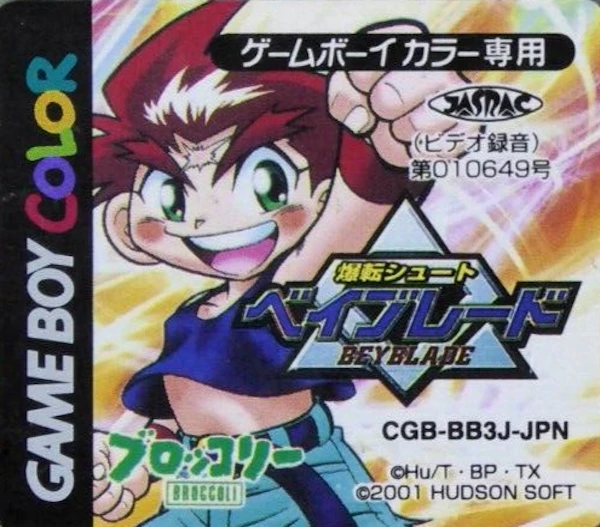 GAME BOY COLOR
ゲームボーイカラー専用
JASRAC
(ビデオ録音)
第010649号
爆転シュート
ベイブレード
BEYBLADE
CGB-BB3J-JPN
ブロッコリー
BROCCOLI
©Hu/T・BP・TX
©2001 HUDSON SOFT